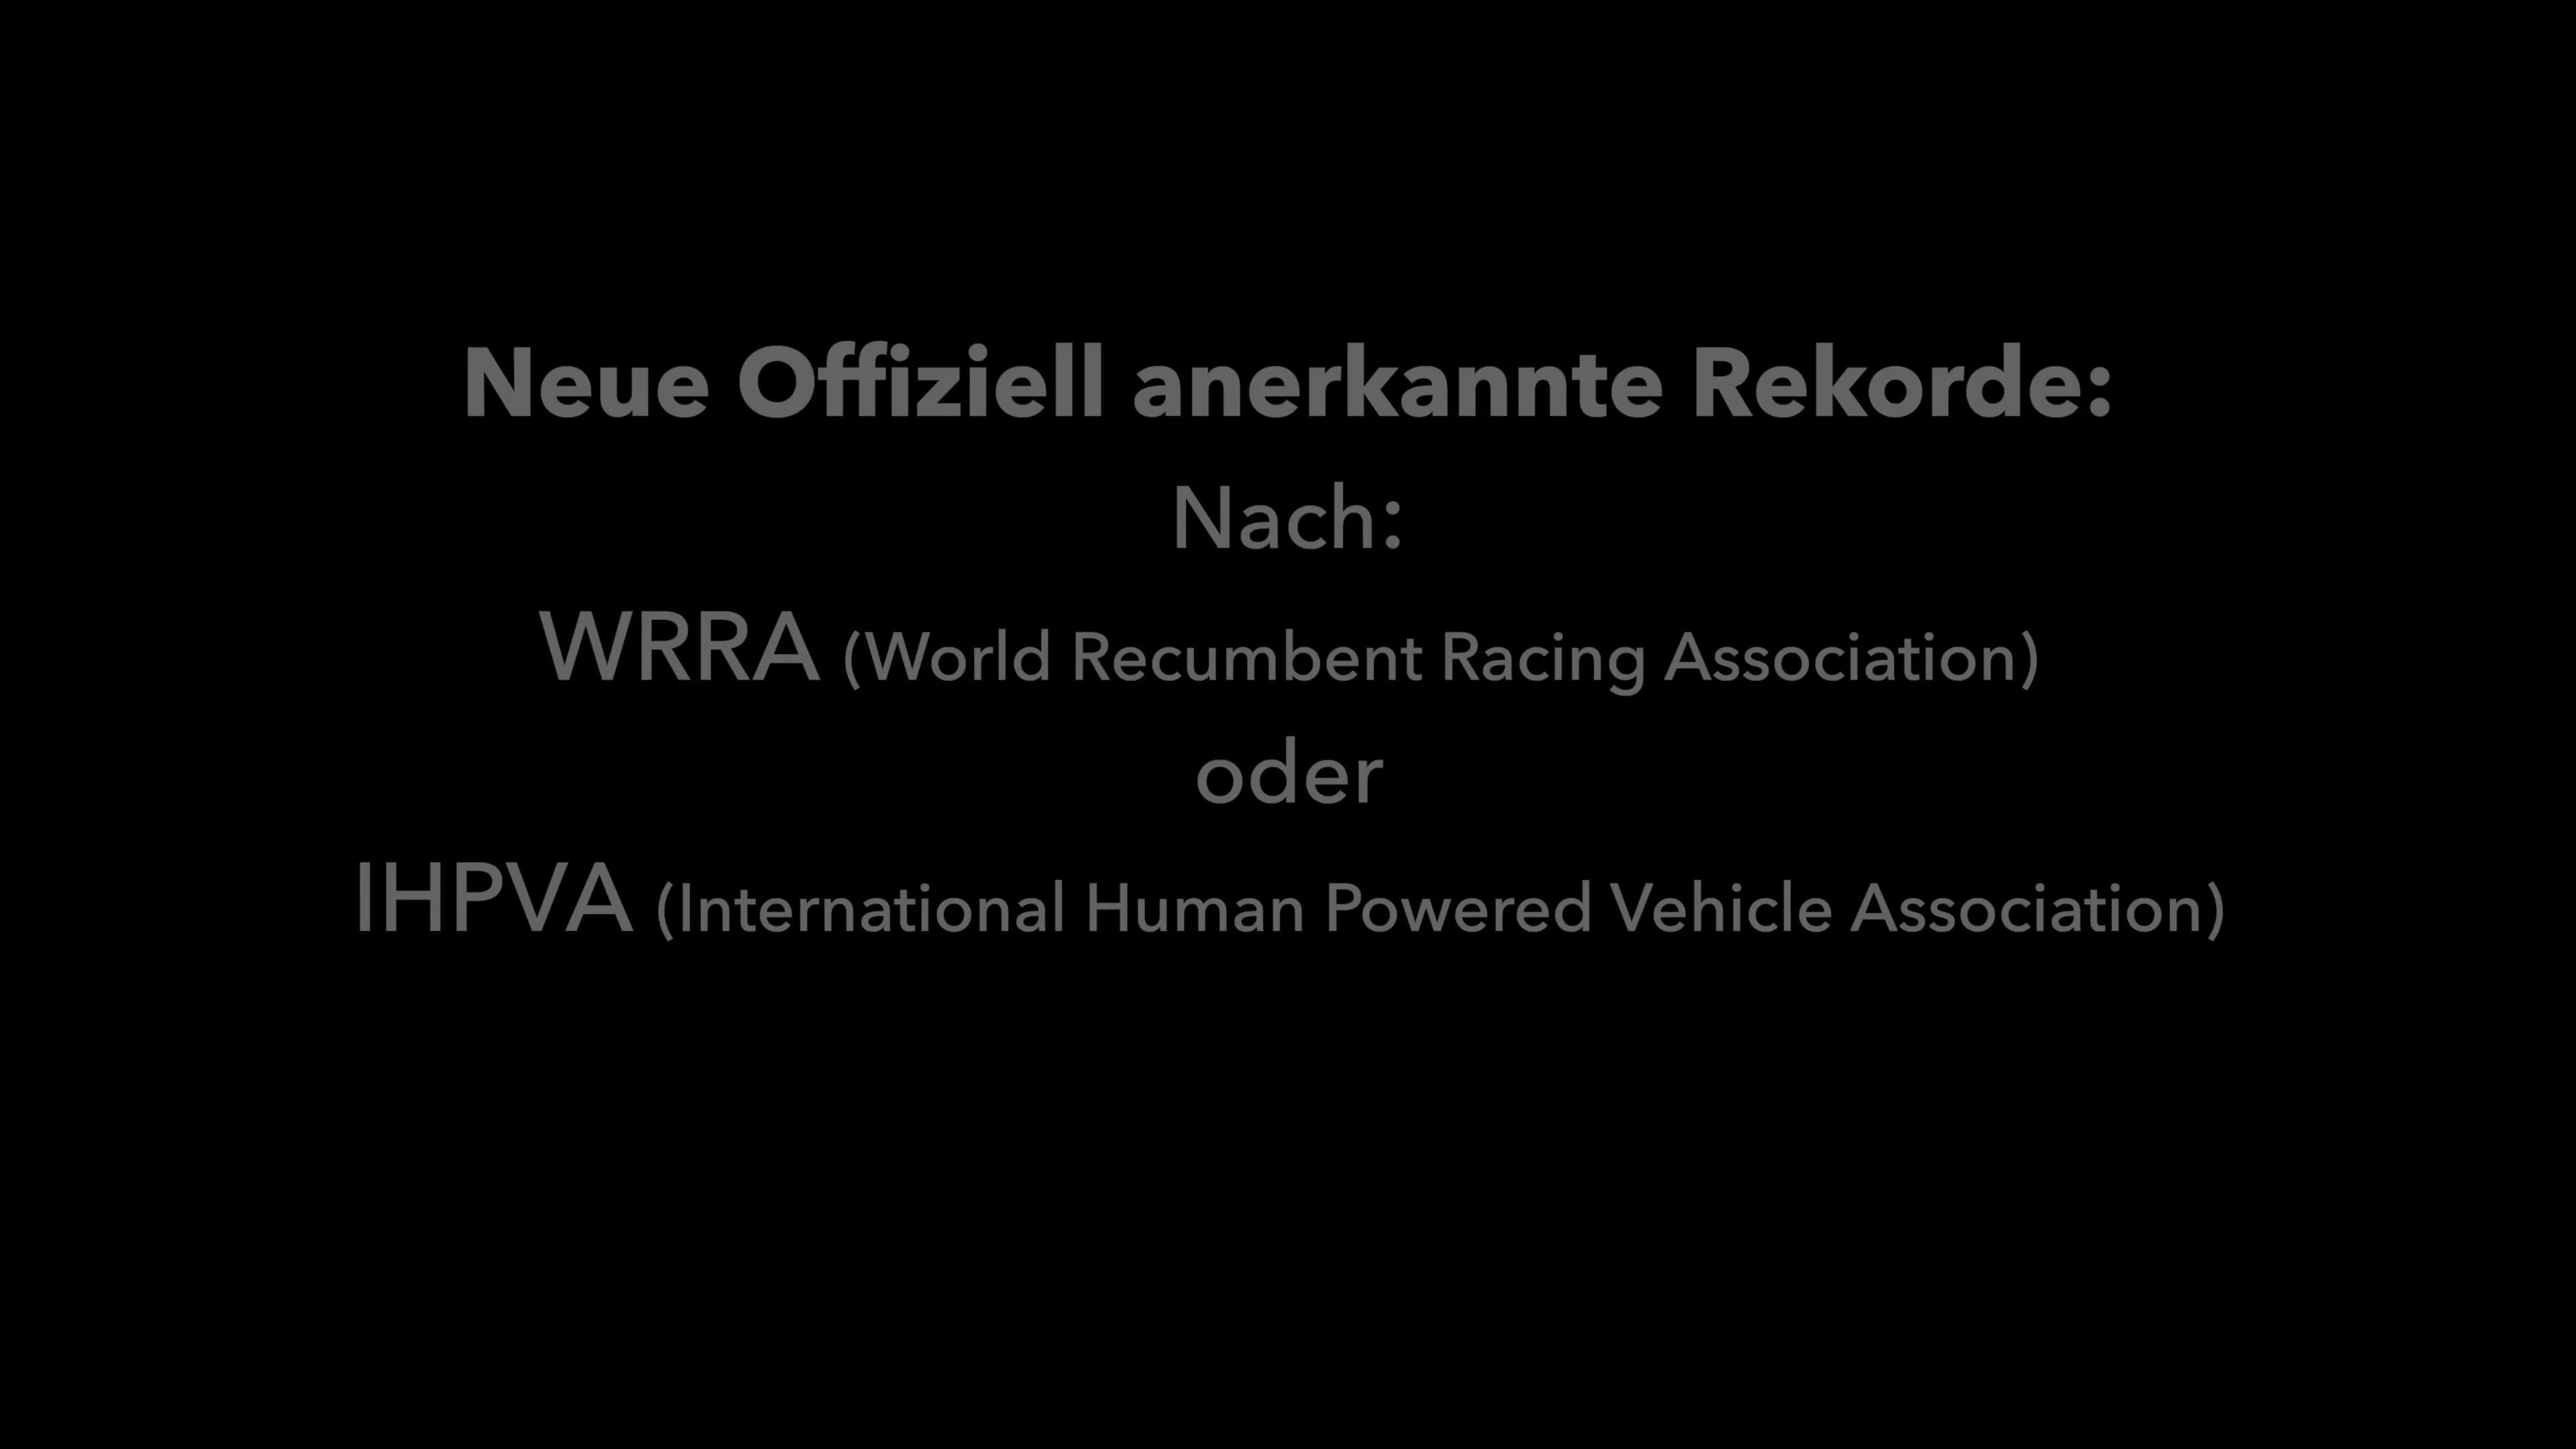 Neue Offiziell anerkannte Rekorde:
Nach:
WRRA (World Recumbent Racing Association)
oder
IHPVA (International Human Powered Vehicle Association)